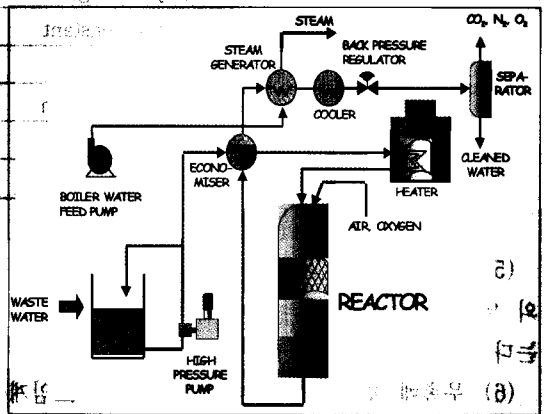 CO₂, N₂, O₂
STEAM
STEAM
GENERATOR
BACK PRESSURE
REGULATOR
SEPA-
RATOR
COOLER
CLEANED
WATER
ECONO-
MISER
HEATER
BOILER WATER
FEED PUMP
AIR, OXYGEN
WASTE
WATER
REACTOR
HIGH
PRESSURE
PUMP